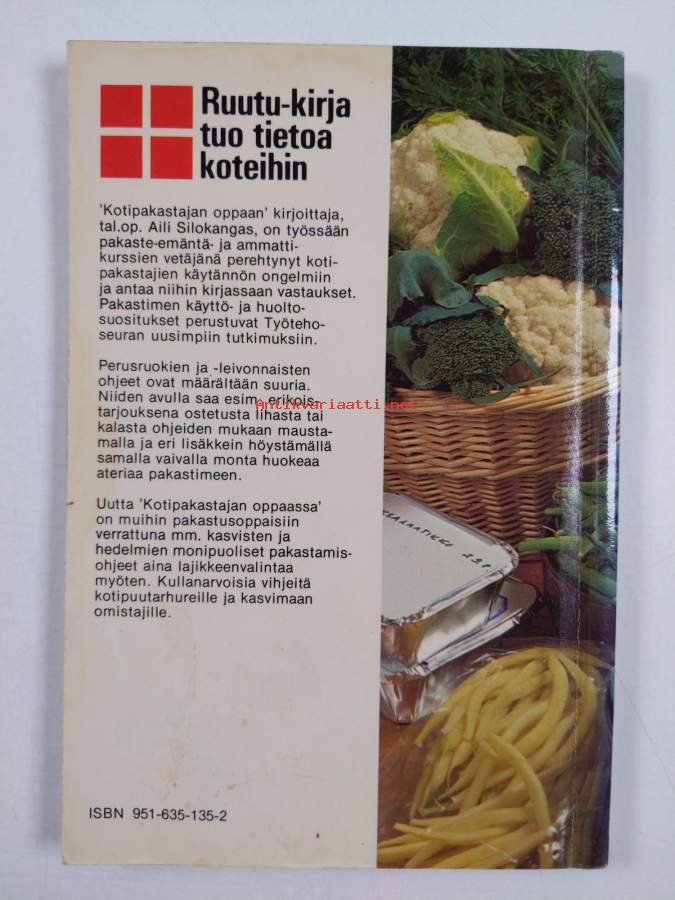 Ruutu-kirja
tuo tietoa
koteihin
'Kotipakastajan oppaan' kirjoittaja,
tal.op. Aili Silokangas, on työssään
pakaste-emäntä- ja ammatti-
kurssien vetäjänä perehtynyt koti-
pakastajien käytännön ongelmiin
ja antaa niihin kirjassaan vastaukset.
Pakastimen käyttö- ja huolto-
suositukset perustuvat Työteho-
seuran uusimpiin tutkimuksiin.
Perusruokien ja -leivonnaisten
ohjeet ovat määrältään suuria.
Niiden avulla saa esim. erikois-
tarjouksena ostetusta lihasta tai
kalasta ohjeiden mukaan mausta-
malla ja eri lisäkkein höystämällä
samalla vaivalla monta huokeaa
ateriaa pakastimeen.
Uutta 'Kotipakastajan oppaassa'
on muihin pakastusoppaisiin
verrattuna mm. kasvisten ja
hedelmien monipuoliset pakastamis-
ohjeet aina lajikkeenvalintaa
myöten. Kullanarvoisia vihjeitä
kotipuutarhureille ja kasvimaan
omistajille.
ISBN 951-635-135-2
Antikvariaatti.net